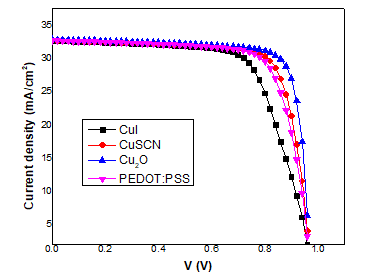 35
30
25
20
15
10
5
Current density (mA/cm²)
CuI
CuSCN
Cu₂O
PEDOT:PSS
0.0 0.2 0.4 0.6 0.8 1.0
V (V)